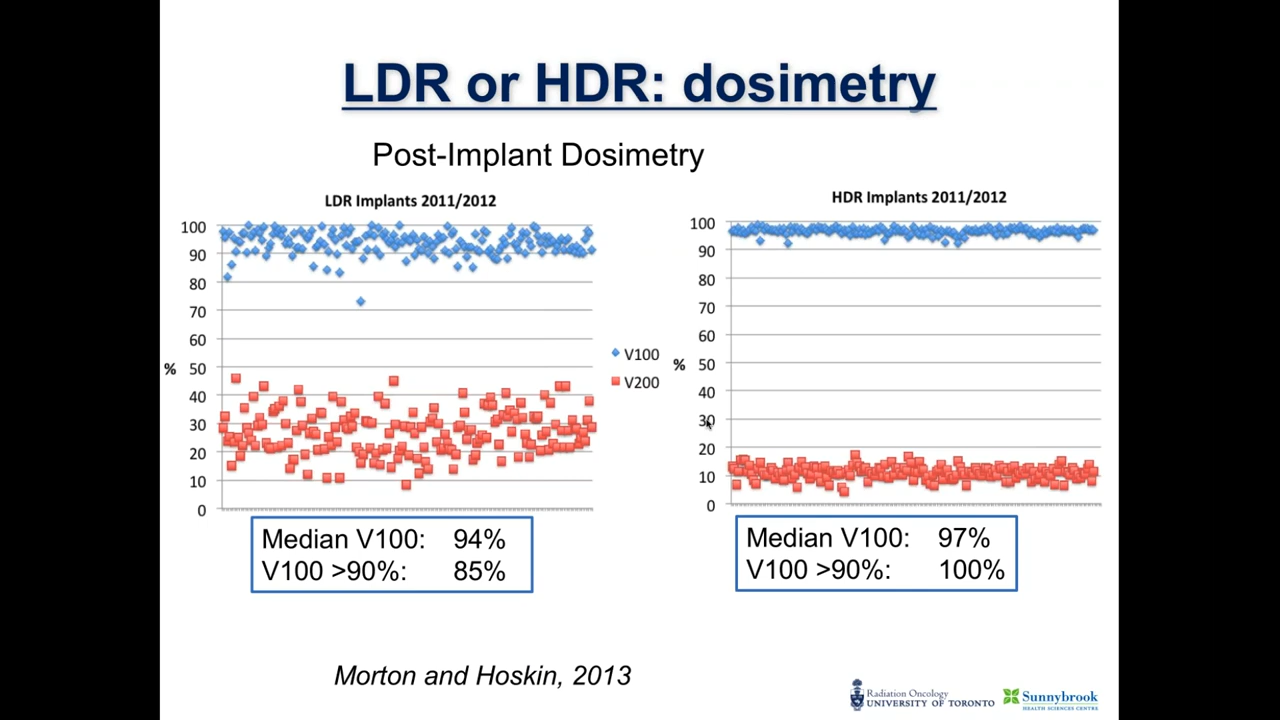 LDR or HDR: dosimetry
Post-Implant Dosimetry
LDR Implants 2011/2012
100
90
80
70
60
50
40
30
20
10
0
%
V100
V200
HDR Implants 2011/2012
100
90
80
70
60
50
40
30
20
10
0
%
Median V100: 94%
V100 >90%: 85%
Median V100: 97%
V100 >90%: 100%
Morton and Hoskin, 2013
Radiation Oncology
UNIVERSITY OF TORONTO
Sunnybrook
HEALTH SCIENCES CENTRE